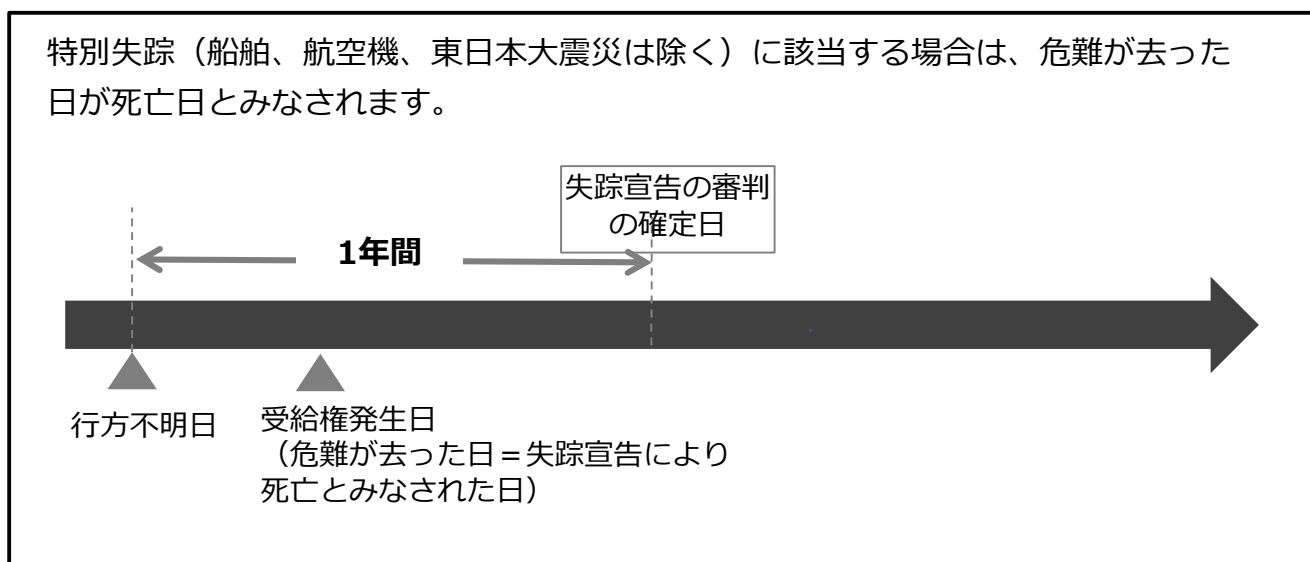 特別失踪（船舶、航空機、東日本大震災は除く）に該当する場合は、危難が去った
日が死亡日とみなされます。
失踪宣告の審判
の確定日
1年間
行方不明日
受給権発生日
（危難が去った日＝失踪宣告により
死亡とみなされた日）